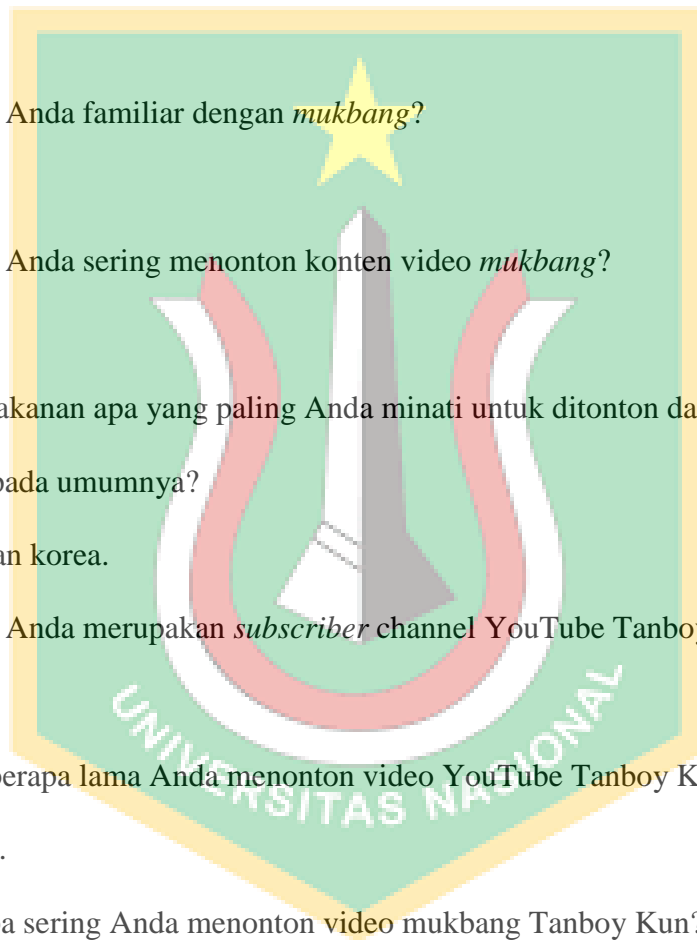 Anda familiar dengan mukbang?
Anda sering menonton konten video mukbang?
akanan apa yang paling Anda minati untuk ditonton da
pada umumnya?
an korea.
Anda merupakan subscriber channel YouTube Tanboy
erapa lama Anda menonton video YouTube Tanboy K
.
a sering Anda menonton video mukbang Tanboy Kun?
UNIVERSITAS NASIONAL